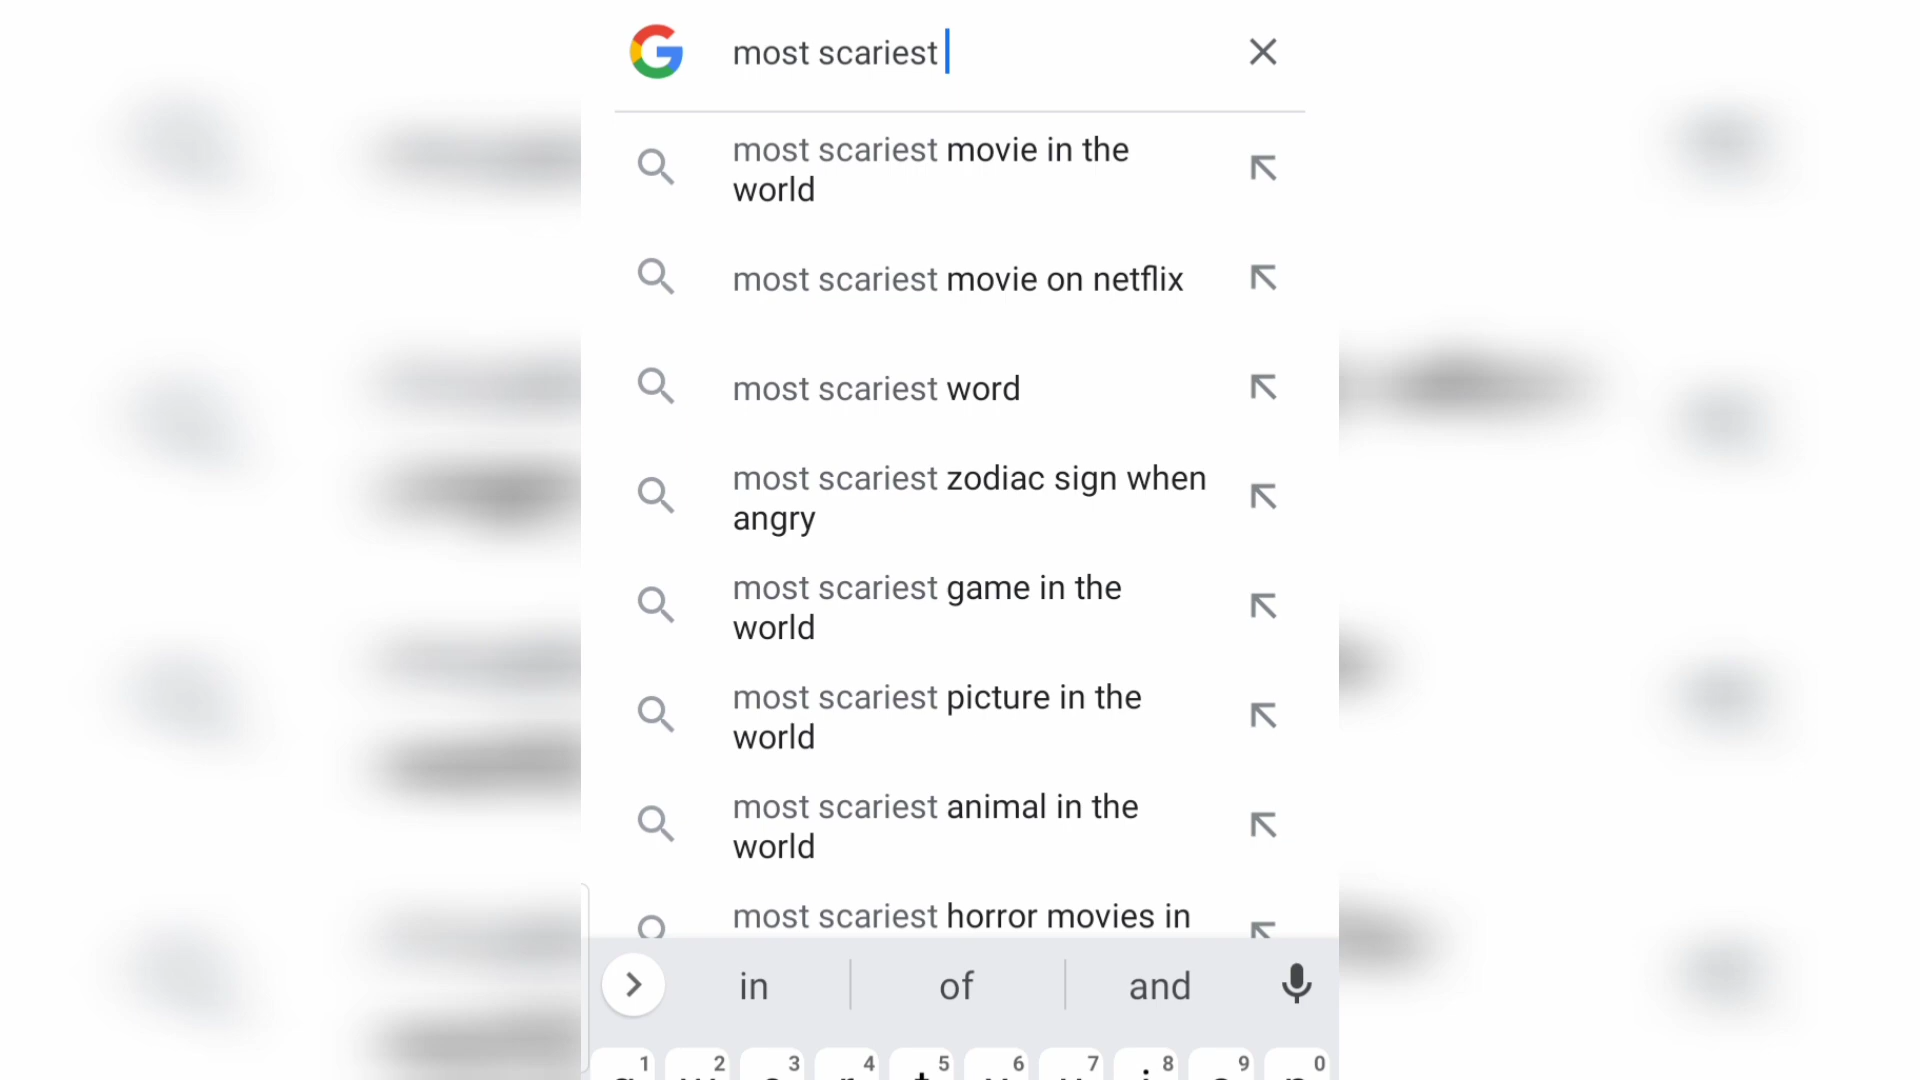 most scariest
most scariest movie in the
world
most scariest movie on netflix
most scariest word
most scariest zodiac sign when
angry
most scariest game in the
world
most scariest picture in the
world
most scariest animal in the
world
most scariest horror movies in
in of and
1 2 3 4 5 6 7 8 9 0